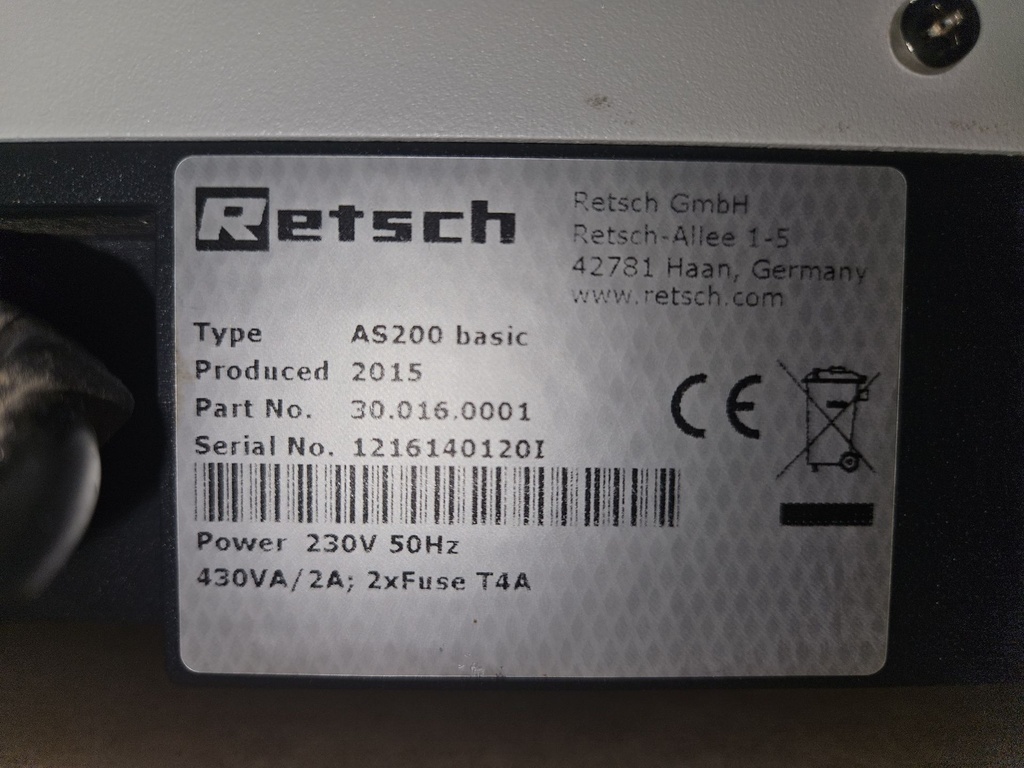 Retsch
Retsch GmbH
Retsch-Allee 1-5
42781 Haan, Germany
www.retsch.com
Type AS200 basic
Produced 2015
Part No. 30.016.0001
Serial No. 1216140120I
CE
Power 230V 50Hz
430VA/2A; 2xFuse T4A